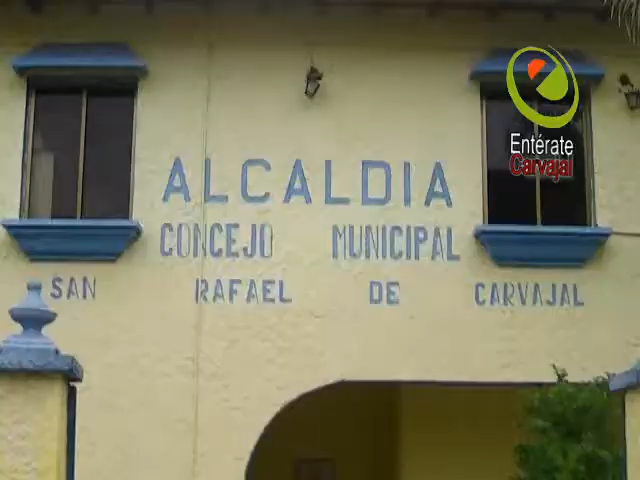 Entérate
Carvajal
ALCALDIA
CONCEJO MUNICIPAL
SAN RAFAEL DE CARVAJAL